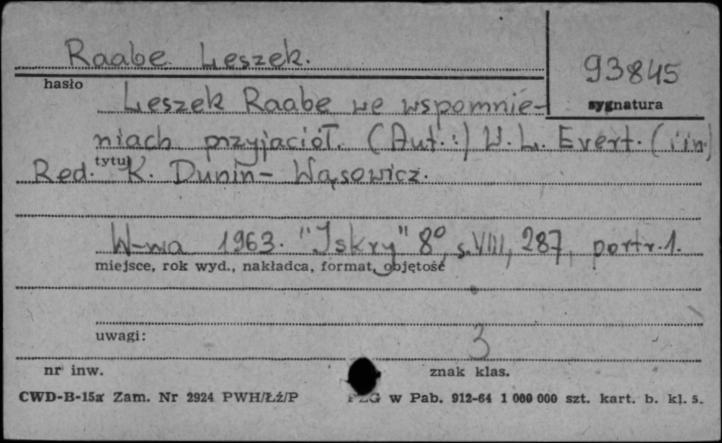 Raabe Leszek.
93845
hasło
sygnatura
Leszek Raabe we wspomnie-
niach przyjaciół. (Aut.:) W. L. Evert. (i in.)
tytuł
Red. K. Dunin-Wąsowicz.
W-wa 1963. "Iskry" 8°, s. VIII, 287, portr. 1.
miejsce, rok wyd., nakładca, format, objętość
uwagi:
3
nr inw.
znak klas.
CWD-B-15a Zam. Nr 2924 PWH/Łź/P
PZG w Pab. 912-64 1 000 000 szt. kart. b. kl. 5.